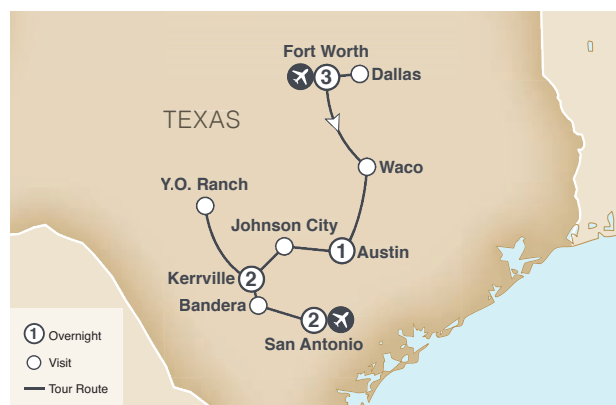 Fort Worth
3
Dallas
TEXAS
Waco
Y.O. Ranch
Johnson City
1
Austin
Kerrville
2
Bandera
2
San Antonio
1 Overnight
Visit
Tour Route